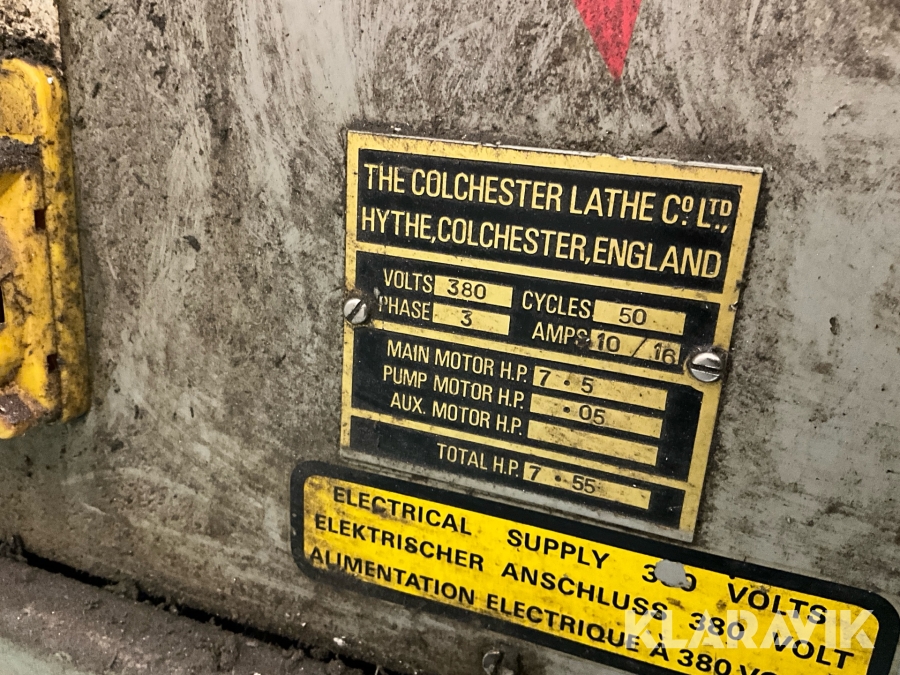 THE COLCHESTER LATHE Cº LTD,
HYTHE, COLCHESTER, ENGLAND
VOLTS 380 CYCLES 50
PHASE 3 AMPS 10 / 16
MAIN MOTOR H.P. 7 . 5
PUMP MOTOR H.P. . 05
AUX. MOTOR H.P.
TOTAL H.P. 7 . 55
ELECTRICAL SUPPLY 3 0 VOLTS
ELEKTRISCHER ANSCHLUSS 380 VOLT
ALIMENTATION ELECTRIQUE À 380
KLARAVIK